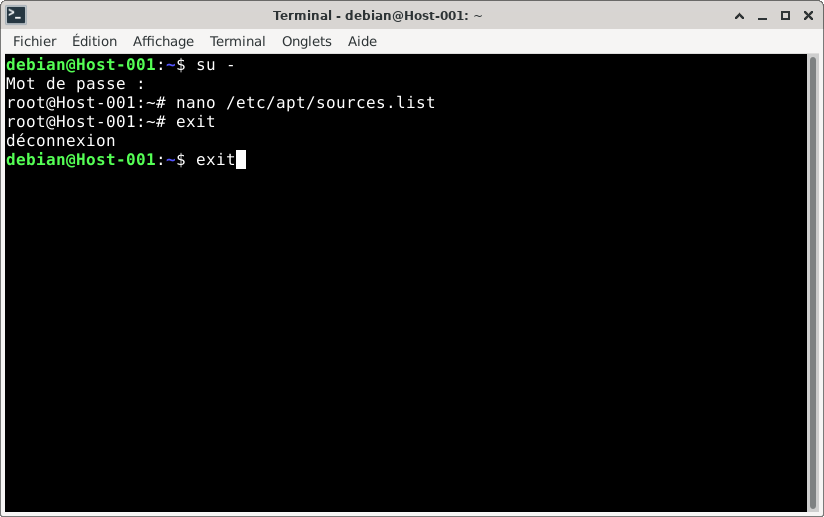 Terminal - debian@Host-001: ~
Fichier Édition Affichage Terminal Onglets Aide
debian@Host-001:~$ su -
Mot de passe :
root@Host-001:~# nano /etc/apt/sources.list
root@Host-001:~# exit
déconnexion
debian@Host-001:~$ exit